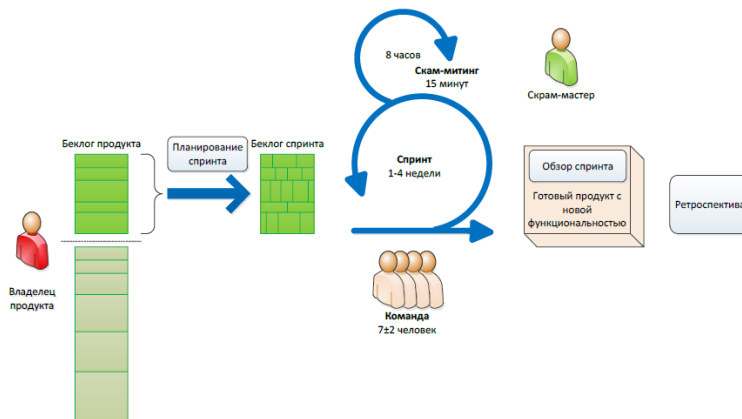 8 часов
Скам-митинг
15 минут
Скрам-мастер
Беклог продукта
Планирование
спринта
Беклог спринта
Спринт
1-4 недели
Обзор спринта
Готовый продукт с
новой
функциональностью
Ретроспектива
Владелец
продукта
Команда
7±2 человек